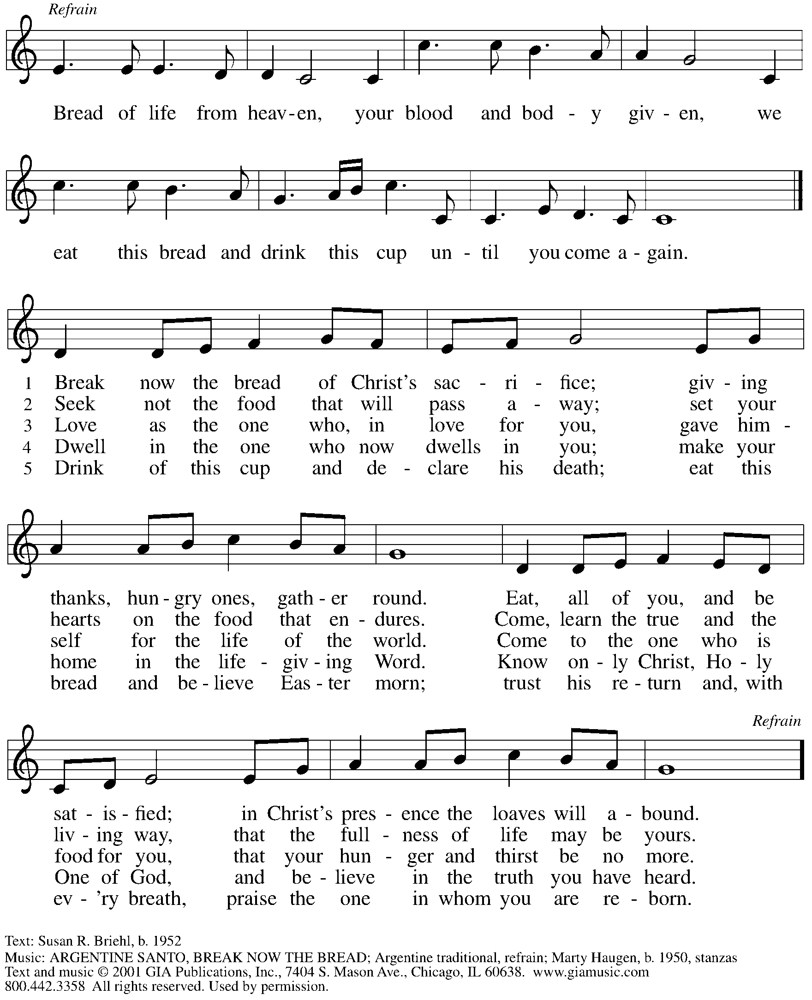 Refrain
Bread of life from heav-en, your blood and bod - y giv - en, we
eat this bread and drink this cup un - til you come a - gain.
1 Break now the bread of Christ's sac - ri - fice; giv - ing
2 Seek not the food that will pass a - way; set your
3 Love as the one who, in love for you, gave him -
4 Dwell in the one who now dwells in you; make your
5 Drink of this cup and de - clare his death; eat this
thanks, hun - gry ones, gath - er round. Eat, all of you, and be
hearts on the food that en - dures. Come, learn the true and the
self for the life of the world. Come to the one who is
home in the life - giv - ing Word. Know on - ly Christ, Ho - ly
bread and be - lieve Eas - ter morn; trust his re - turn and, with
Refrain
sat - is - fied; in Christ's pres - ence the loaves will a - bound.
liv - ing way, that the full - ness of life may be yours.
food for you, that your hun - ger and thirst be no more.
One of God, and be - lieve in the truth you have heard.
ev - 'ry breath, praise the one in whom you are re - born.
Text: Susan R. Briehl, b. 1952
Music: ARGENTINE SANTO, BREAK NOW THE BREAD; Argentine traditional, refrain; Marty Haugen, b. 1950, stanzas
Text and music © 2001 GIA Publications, Inc., 7404 S. Mason Ave., Chicago, IL 60638. www.giamusic.com
800.442.3358 All rights reserved. Used by permission.